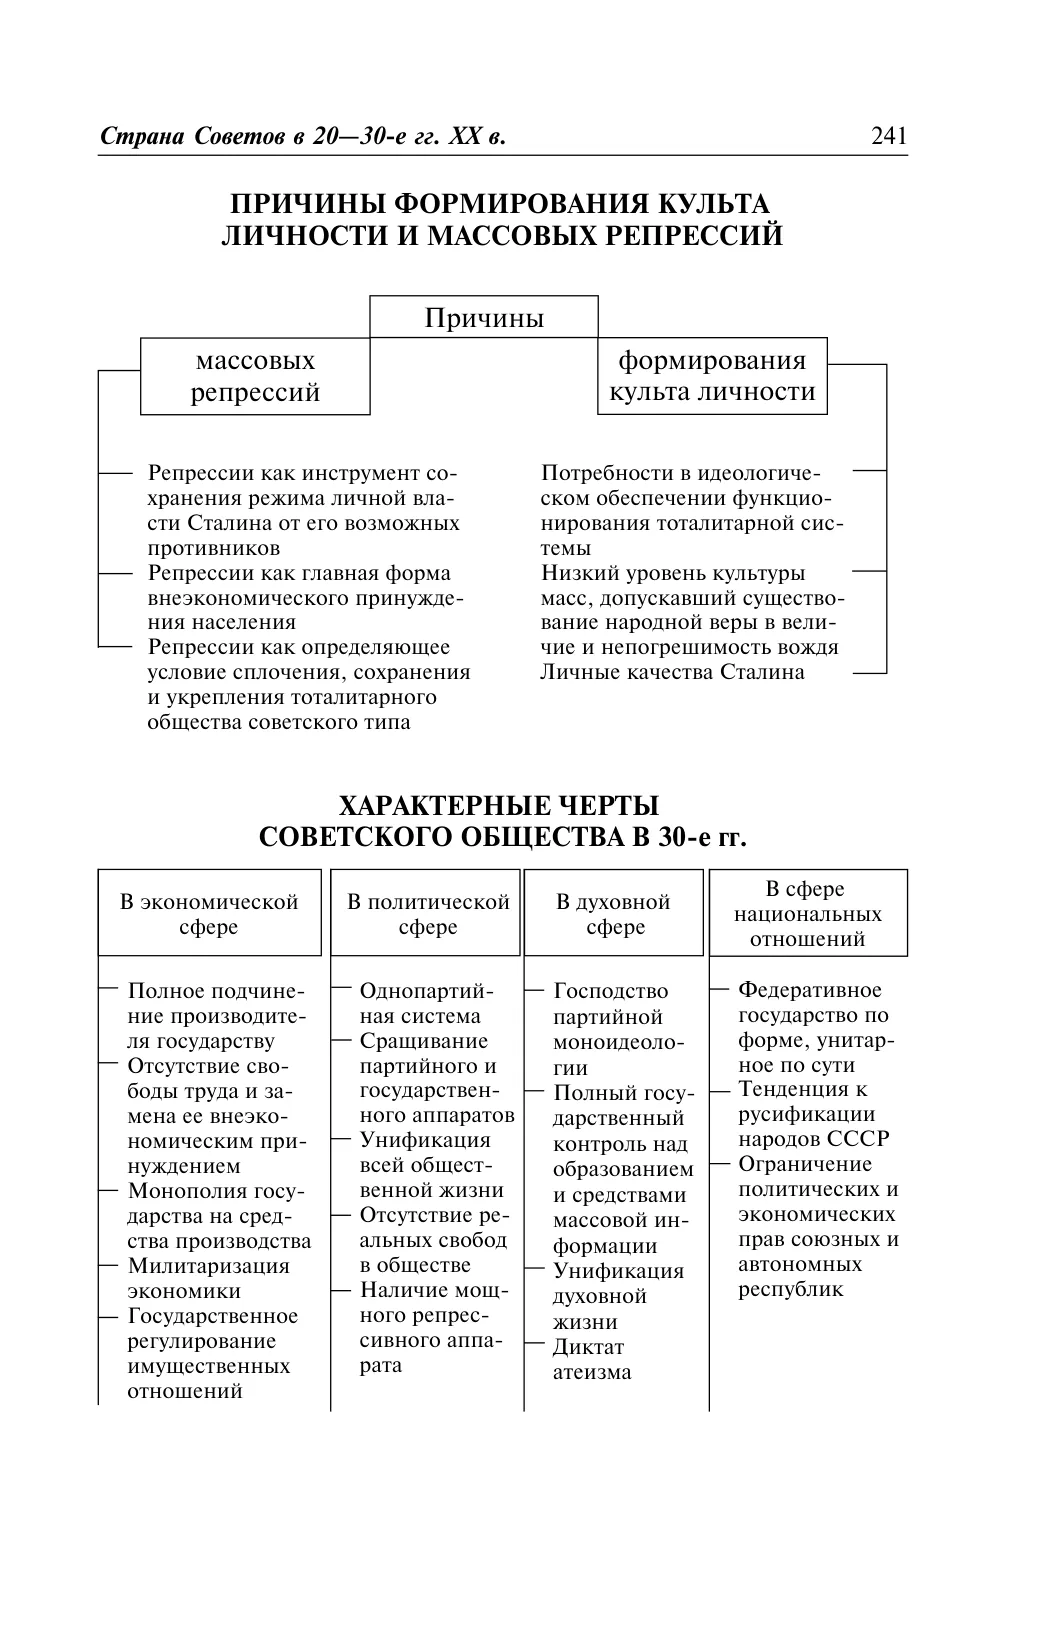 Страна Советов в 20—30-е гг. XX в.
241
ПРИЧИНЫ ФОРМИРОВАНИЯ КУЛЬТА
ЛИЧНОСТИ И МАССОВЫХ РЕПРЕССИЙ
Причины
массовых
репрессий
Репрессии как инструмент со-
хранения режима личной вла-
сти Сталина от его возможных
противников
Репрессии как главная форма
внеэкономического принужде-
ния населения
Репрессии как определяющее
условие сплочения, сохранения
и укрепления тоталитарного
общества советского типа
формирования
культа личности
Потребности в идеологиче-
ском обеспечении функцио-
нирования тоталитарной сис-
темы
Низкий уровень культуры
масс, допускавший существо-
вание народной веры в вели-
чие и непогрешимость вождя
Личные качества Сталина
ХАРАКТЕРНЫЕ ЧЕРТЫ
СОВЕТСКОГО ОБЩЕСТВА В 30-е гг.
В экономической
сфере
Полное подчине-
ние производите-
ля государству
Отсутствие сво-
боды труда и за-
мена ее внеэко-
номическим при-
нуждением
Монополия госу-
дарства на сред-
ства производства
Милитаризация
экономики
Государственное
регулирование
имущественных
отношений
В политической
сфере
Однопартий-
ная система
Сращивание
партийного и
государствен-
ного аппаратов
Унификация
всей общест-
венной жизни
Отсутствие ре-
альных свобод
в обществе
Наличие мощ-
ного репрес-
сивного аппа-
рата
В духовной
сфере
Господство
партийной
моноидеоло-
гии
Полный госу-
дарственный
контроль над
образованием
и средствами
массовой ин-
формации
Унификация
духовной
жизни
Диктат
атеизма
В сфере
национальных
отношений
Федеративное
государство по
форме, унитар-
ное по сути
Тенденция к
русификации
народов СССР
Ограничение
политических и
экономических
прав союзных и
автономных
республик